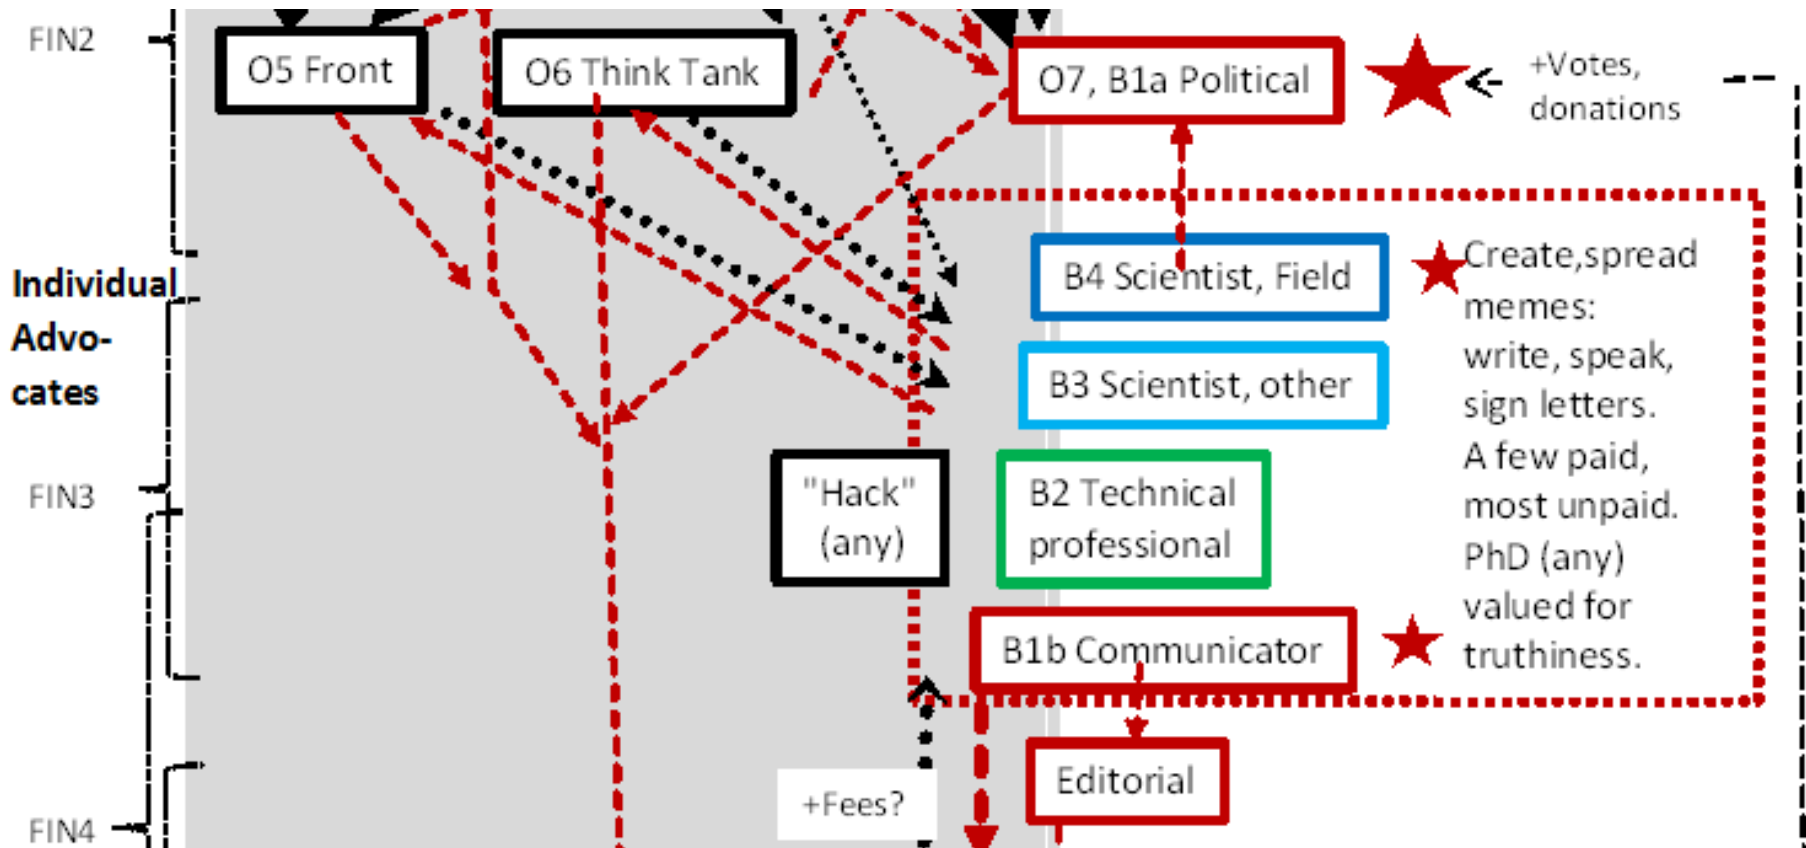 FIN2
O5 Front
O6 Think Tank
O7, B1a Political
+Votes,
donations
Individual
Advo-
cates
B4 Scientist, Field
B3 Scientist, other
Create,spread
memes:
write, speak,
sign letters.
A few paid,
most unpaid.
PhD (any)
valued for
truthiness.
FIN3
"Hack"
(any)
B2 Technical
professional
B1b Communicator
Editorial
+Fees?
FIN4